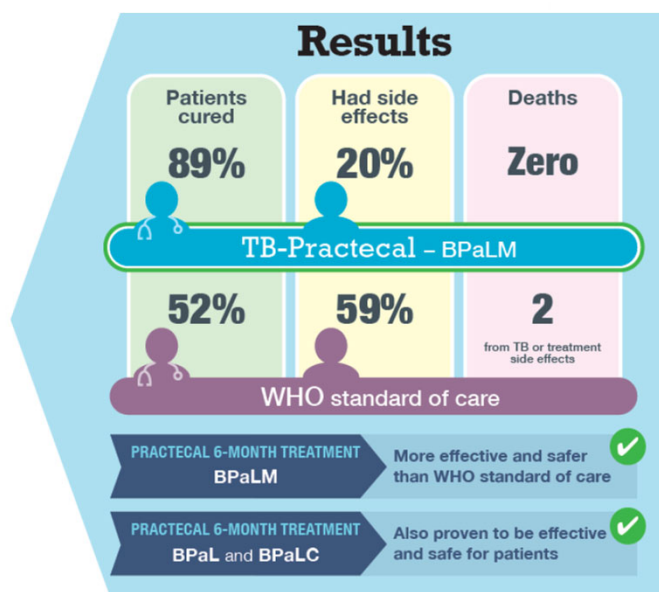 Results
Patients
cured
89%
Had side
effects
20%
Deaths
Zero
TB-Practecal – BPaLM
52%
59%
2
from TB or treatment
side effects
WHO standard of care
PRACTECAL 6-MONTH TREATMENT
BPaLM
More effective and safer
than WHO standard of care
PRACTECAL 6-MONTH TREATMENT
BPaL and BPaLC
Also proven to be effective
and safe for patients